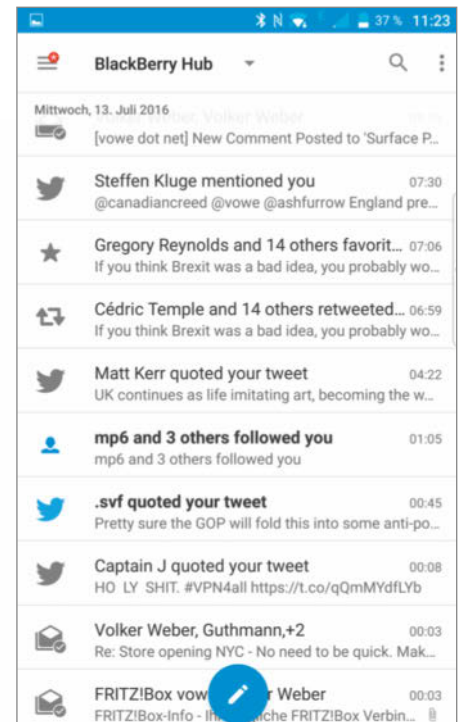 37 % 11:23
BlackBerry Hub
Mittwoch, 13. Juli 2016
Weber, Volker Weber
[vowe dot net] New Comment Posted to 'Surface P...
Steffen Kluge mentioned you 07:30
@canadiancreed @vowe @ashfurrow England pre...
Gregory Reynolds and 14 others favorit... 07:06
If you think Brexit was a bad idea, you probably wo...
Cédric Temple and 14 others retweeted... 06:59
If you think Brexit was a bad idea, you probably wo...
Matt Kerr quoted your tweet 04:22
UK continues as life imitating art, becoming the w...
mp6 and 3 others followed you 01:05
mp6 and 3 others followed you
.svf quoted your tweet 00:45
Pretty sure the GOP will fold this into some anti-po...
Captain J quoted your tweet 00:08
HO LY SHIT. #VPN4all https://t.co/qQmMYdfLYb
Volker Weber, Guthmann,+2 00:03
Re: Store opening NYC - No need to be quick. Mak...
FRITZ!Box vow Weber 00:03
FRITZ!Box-Info - Ih iche FRITZ!Box Verbin...